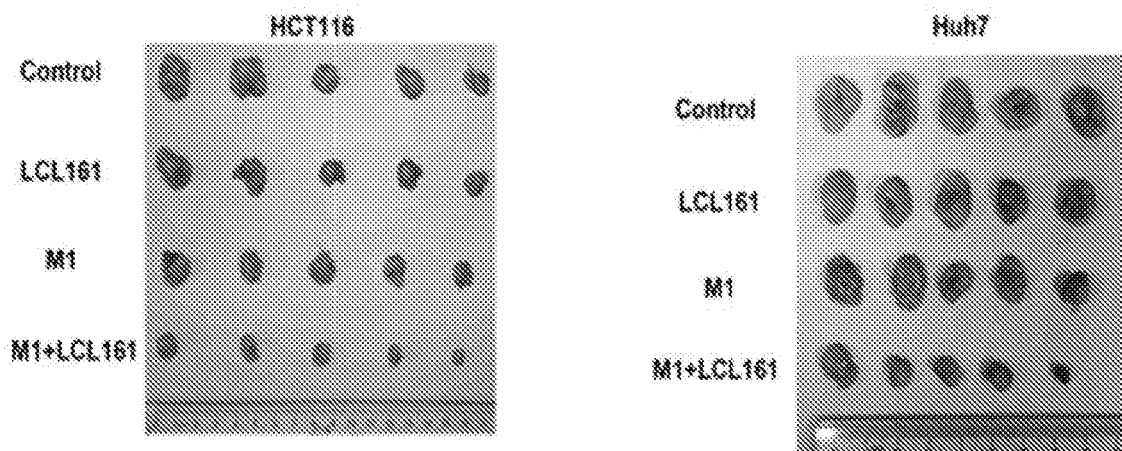 HCT116
Control
LCL161
M1
M1+LCL161
Huh7
Control
LCL161
M1
M1+LCL161